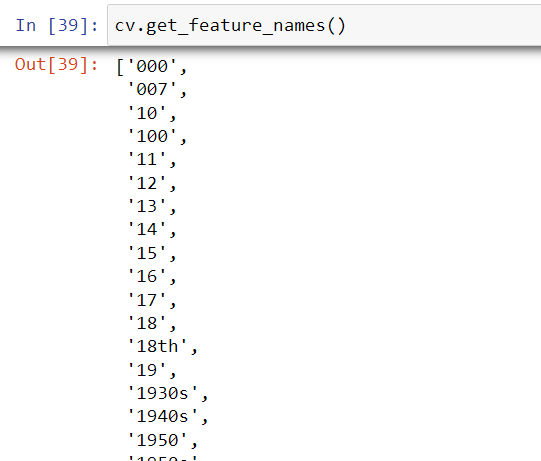 In [39]: cv.get_feature_names()
Out[39]: ['000',
'007',
'10',
'100',
'11',
'12',
'13',
'14',
'15',
'16',
'17',
'18',
'18th',
'19',
'1930s',
'1940s',
'1950',